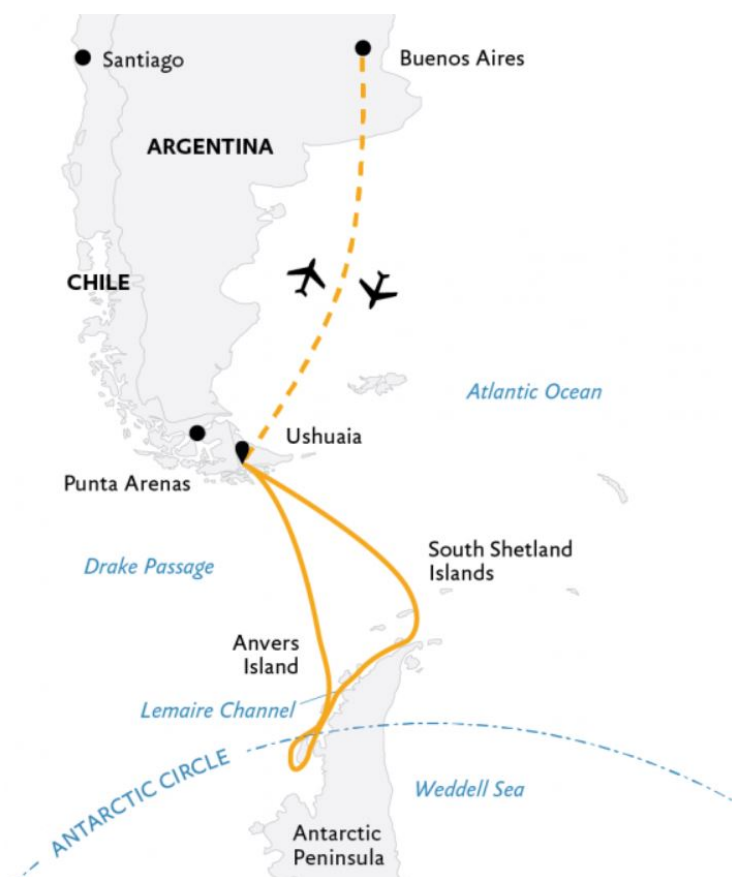 Santiago
Buenos Aires
ARGENTINA
CHILE
Atlantic Ocean
Ushuaia
Punta Arenas
South Shetland
Islands
Drake Passage
Anvers
Island
Lemaire Channel
ANTARCTIC CIRCLE
Weddell Sea
Antarctic
Peninsula